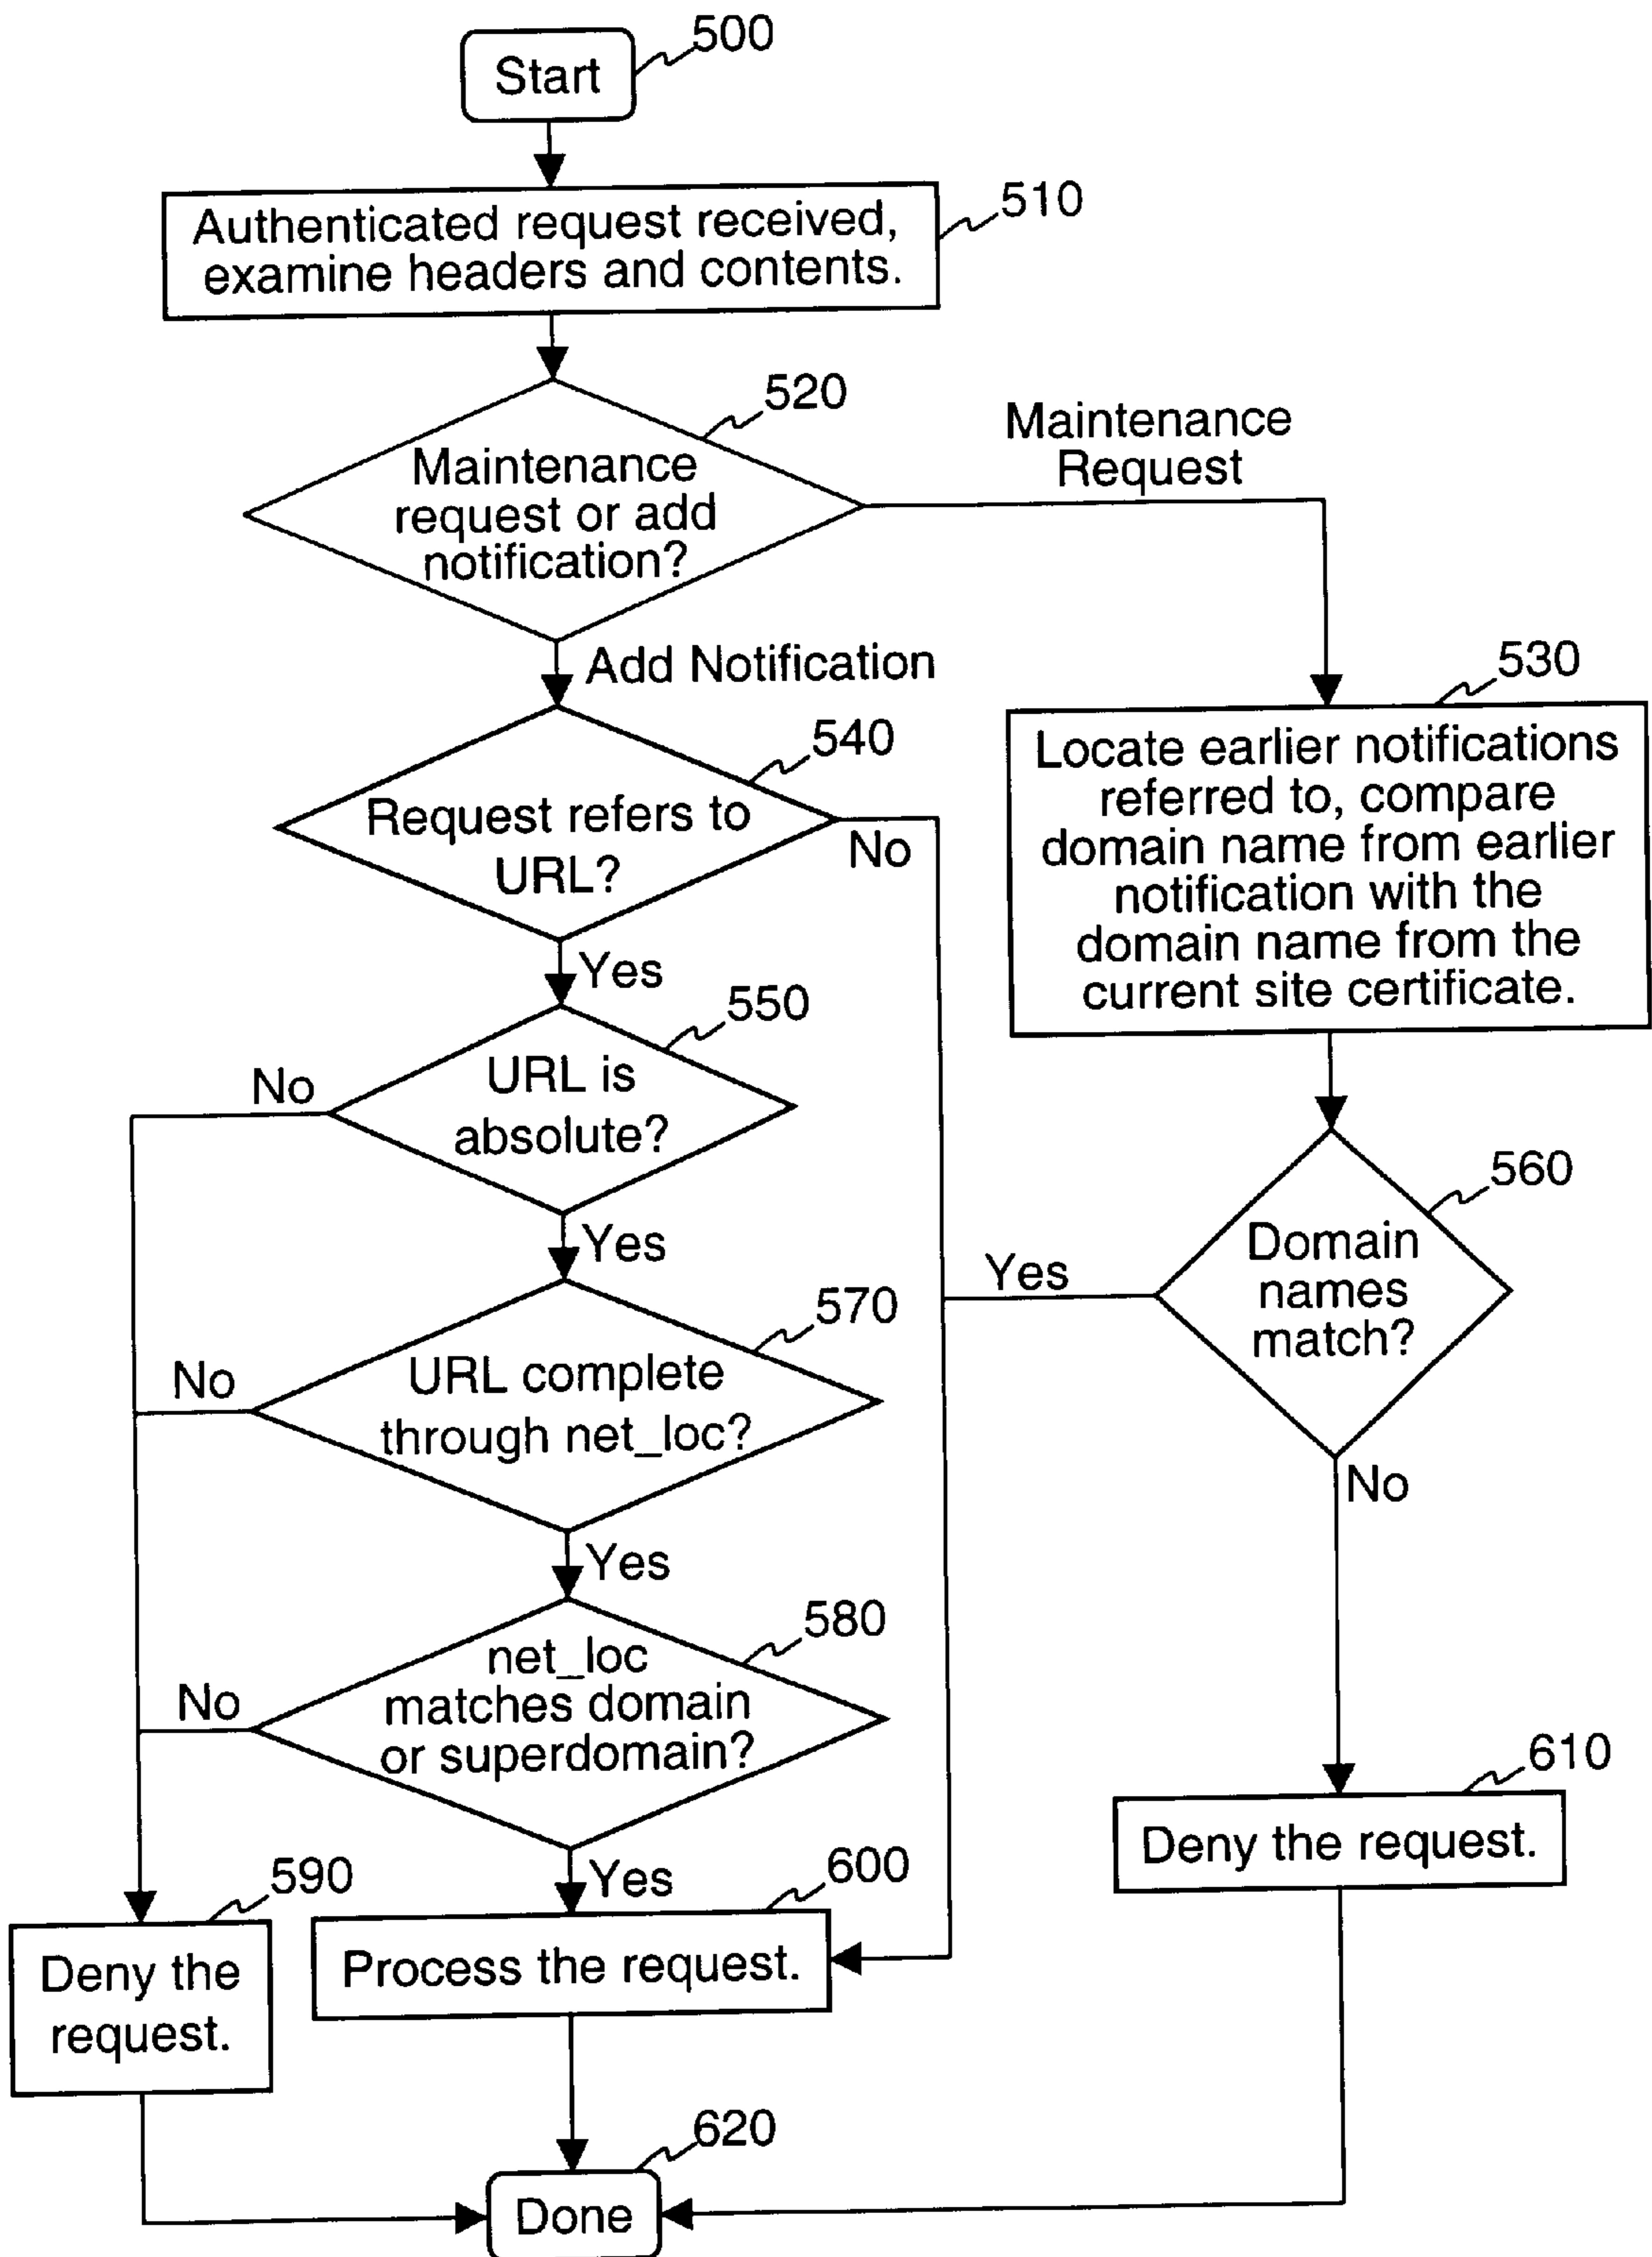 500
Start
510
Authenticated request received,
examine headers and contents.
520
Maintenance
request or add
notification?
Maintenance
Request
Add Notification
530
Locate earlier notifications
referred to, compare
domain name from earlier
notification with the
domain name from the
current site certificate.
540
Request refers to
URL?
No
Yes
550
URL is
absolute?
No
Yes
560
Domain
names
match?
Yes
No
570
URL complete
through net_loc?
No
Yes
580
net_loc
matches domain
or superdomain?
No
Yes
590
Deny the
request.
600
Process the request.
610
Deny the request.
620
Done